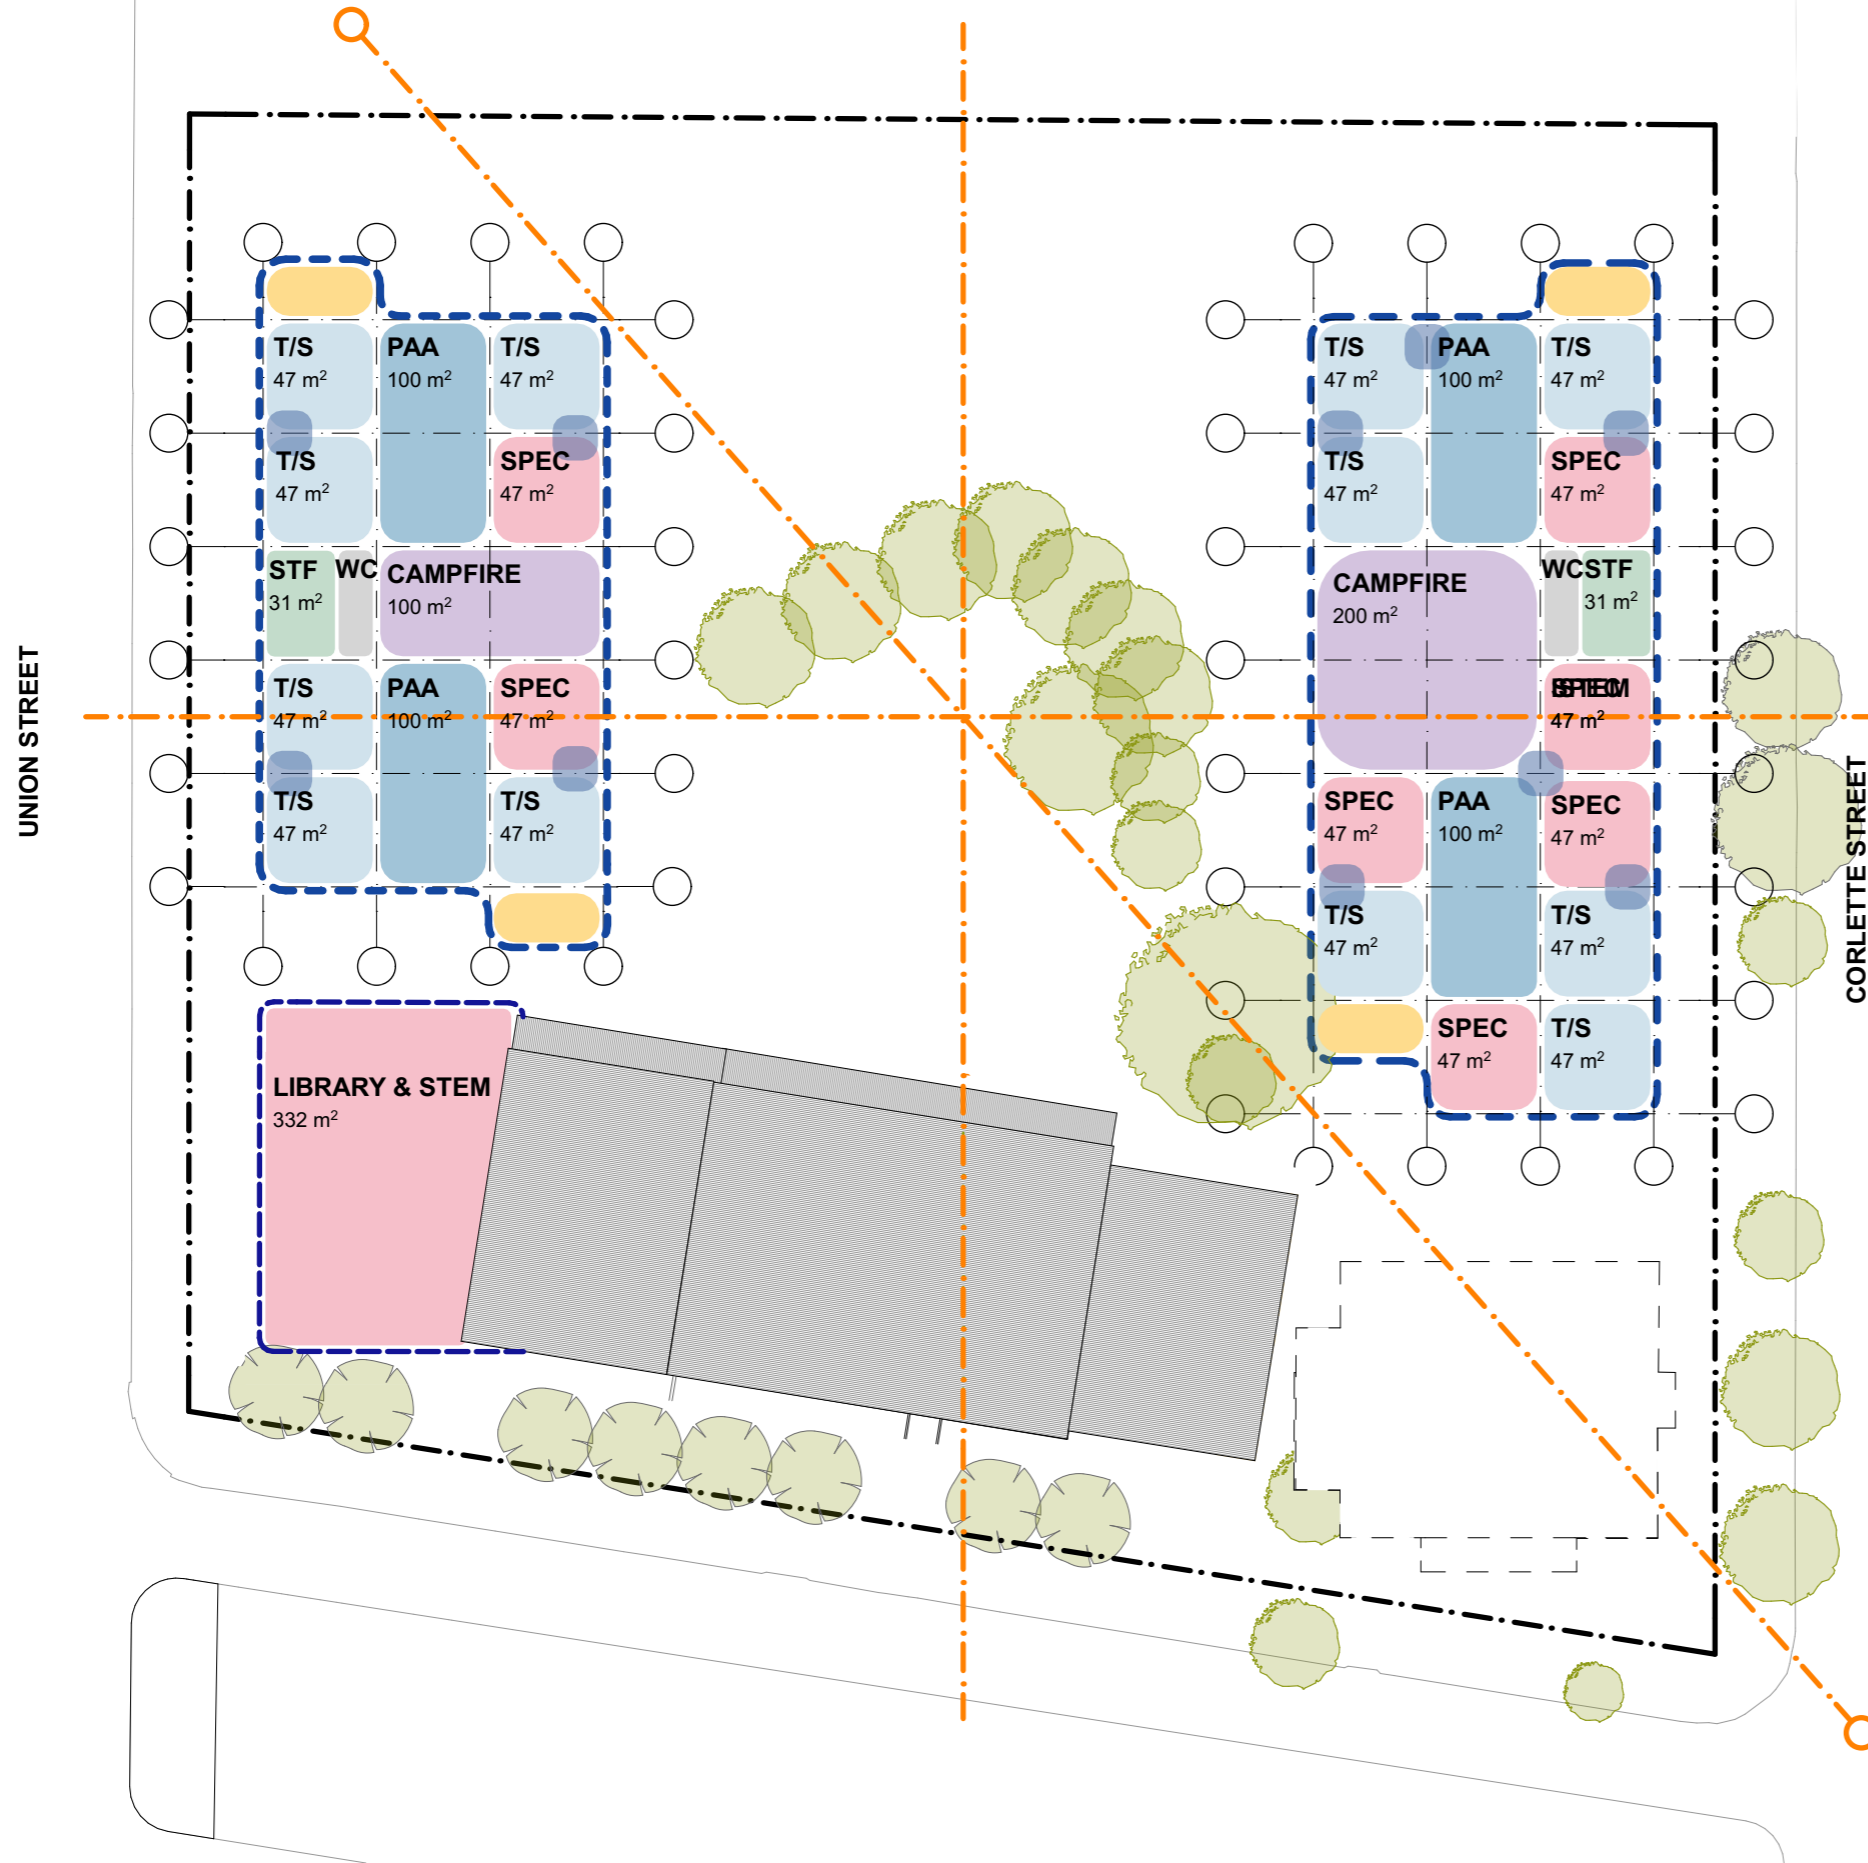 UNION STREET
T/S
47 m²
PAA
100 m²
T/S
47 m²
T/S
47 m²
SPEC
47 m²
STF
31 m²
WC
CAMPFIRE
100 m²
T/S
47 m²
PAA
100 m²
SPEC
47 m²
T/S
47 m²
T/S
47 m²
LIBRARY & STEM
332 m²
T/S
47 m²
PAA
100 m²
T/S
47 m²
T/S
47 m²
SPEC
47 m²
CAMPFIRE
200 m²
WC
STF
31 m²
47 m²
SPEC
47 m²
PAA
100 m²
SPEC
47 m²
T/S
47 m²
T/S
47 m²
SPEC
47 m²
T/S
47 m²
CORLETTE STREET